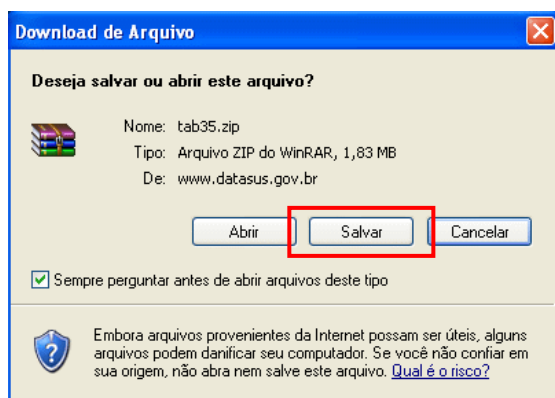 Download de Arquivo
Deseja salvar ou abrir este arquivo?
Nome: tab35.zip
Tipo: Arquivo ZIP do WinRAR, 1,83 MB
De: www.datasus.gov.br
Abrir Salvar Cancelar
Sempre perguntar antes de abrir arquivos deste tipo
Embora arquivos provenientes da Internet possam ser úteis, alguns
arquivos podem danificar seu computador. Se você não confiar em
sua origem, não abra nem salve este arquivo. Qual é o risco?